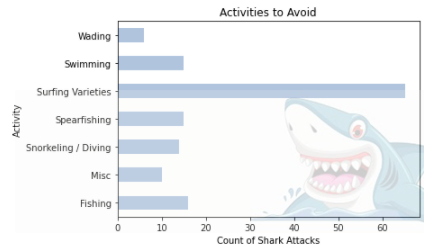 Activities to Avoid
Wading
Swimming
Surfing Varieties
Spearfishing
Snorkeling / Diving
Misc
Fishing
Activity
0 10 20 30 40 50 60
Count of Shark Attacks